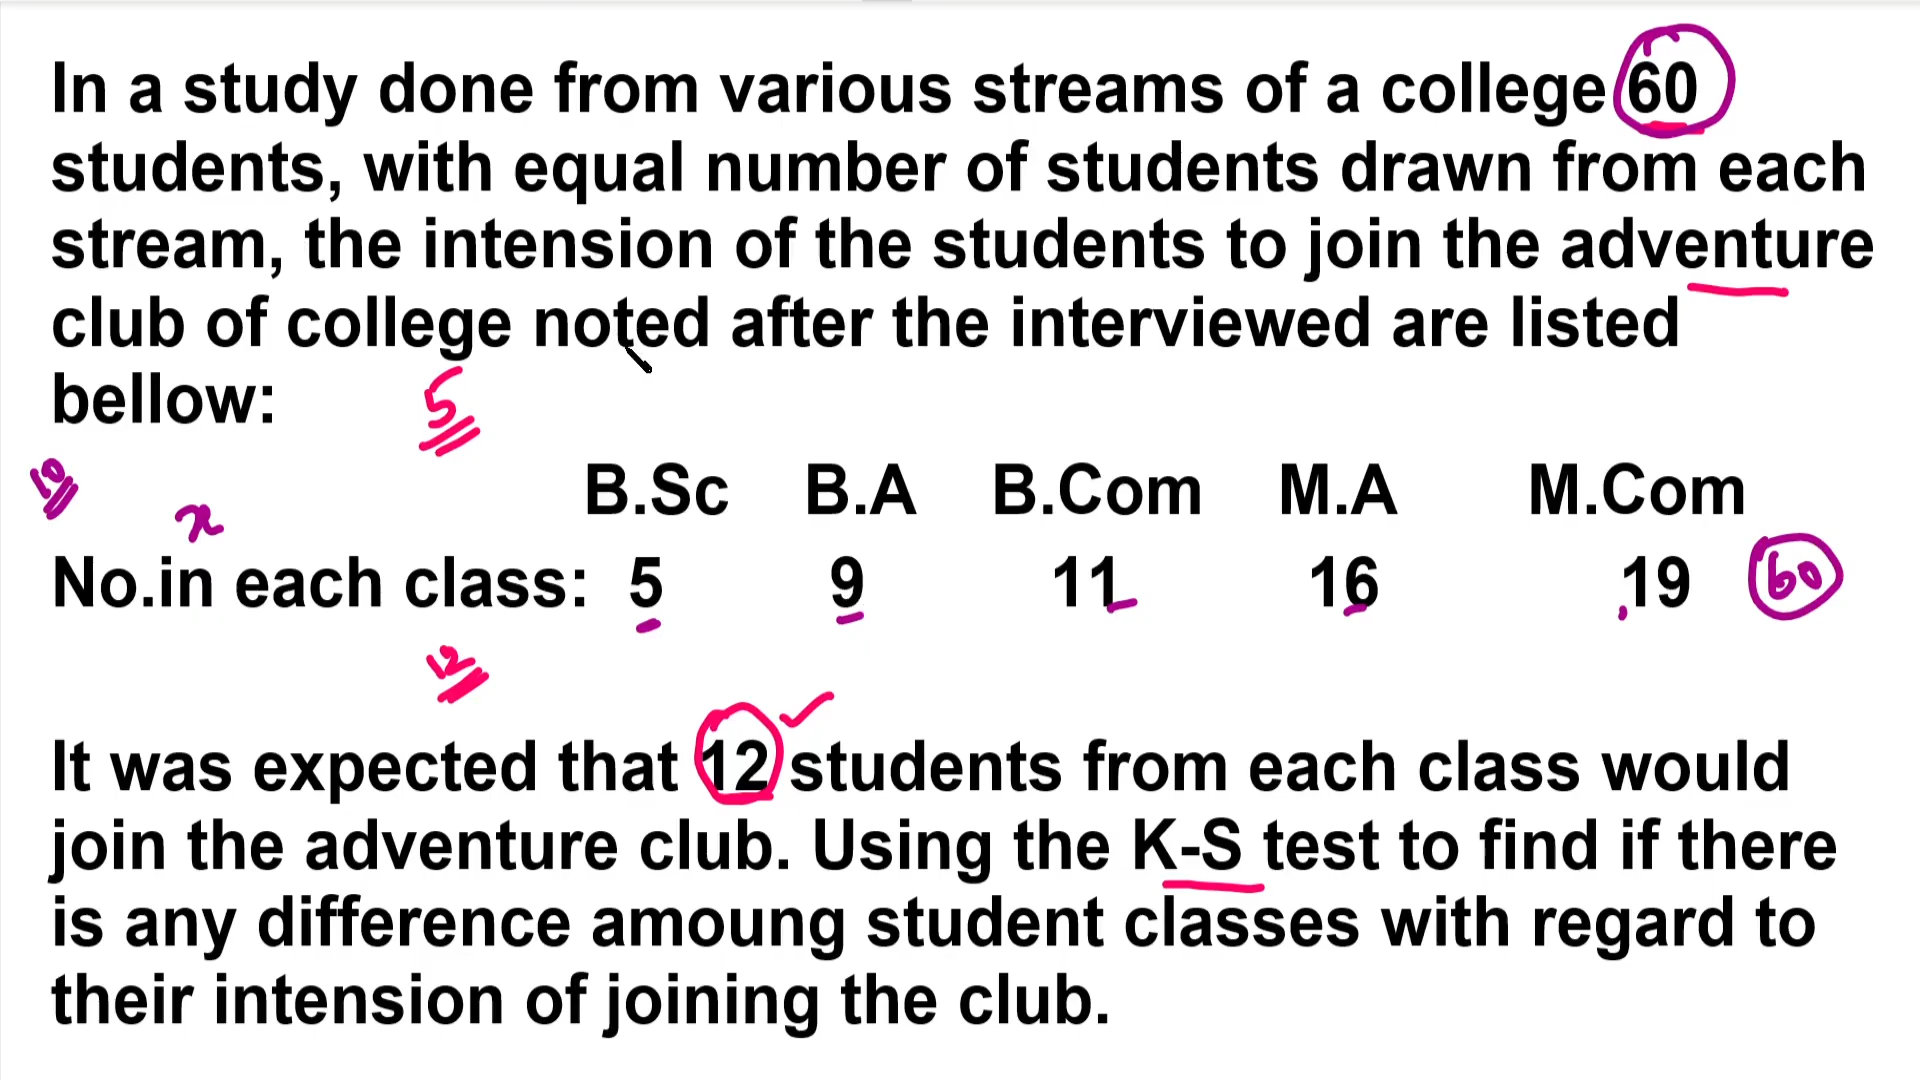 In a study done from various streams of a college 60
students, with equal number of students drawn from each
stream, the intension of the students to join the adventure
club of college noted after the interviewed are listed
bellow:
5
B.Sc B.A B.Com M.A M.Com
10
x
No.in each class: 5 9 11 16 19 60
12
It was expected that 12 students from each class would
join the adventure club. Using the K-S test to find if there
is any difference amoung student classes with regard to
their intension of joining the club.